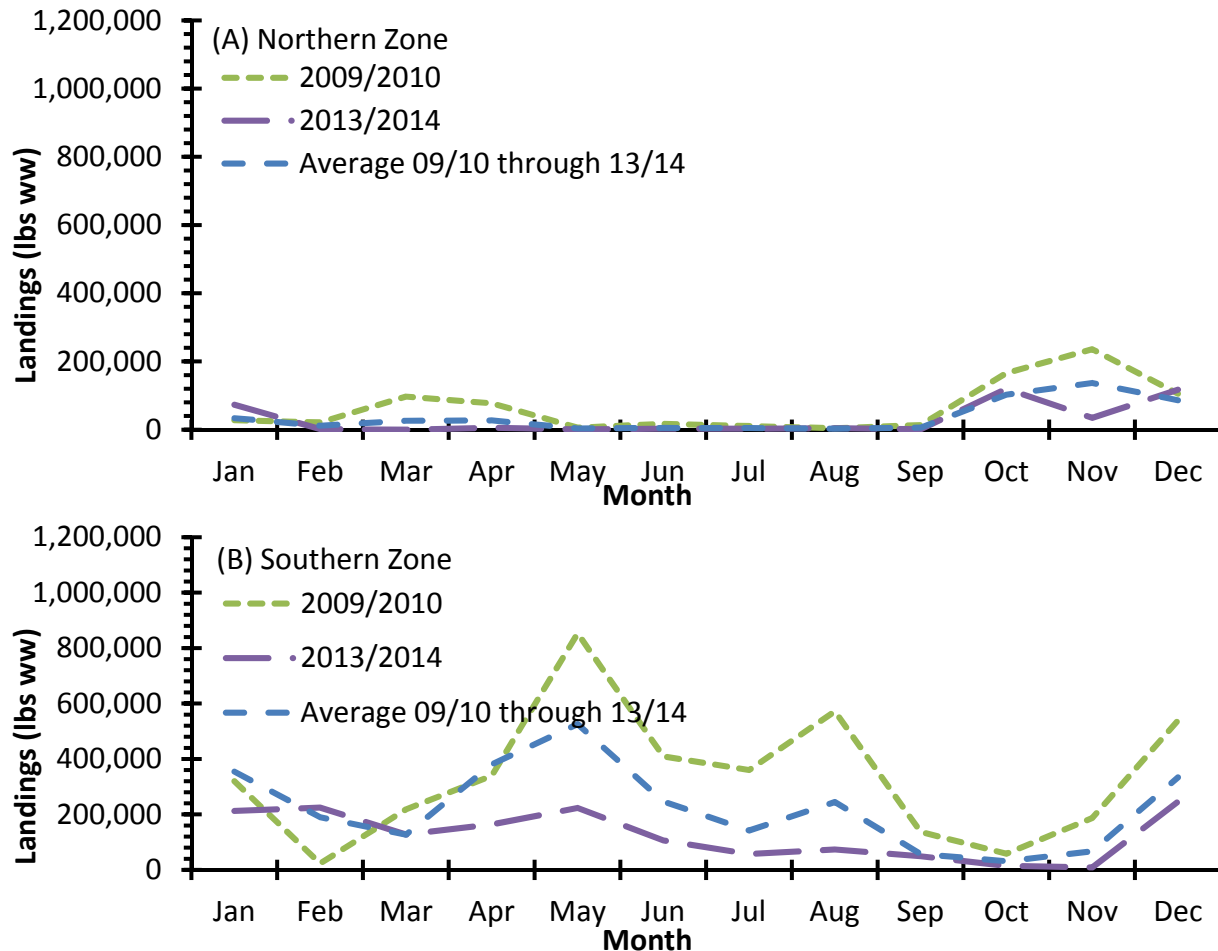 (A) Northern Zone
2009/2010
2013/2014
Average 09/10 through 13/14
Landings (lbs ww)
1,200,000
1,000,000
800,000
600,000
400,000
200,000
0
Jan Feb Mar Apr May Jun Jul Aug Sep Oct Nov Dec
Month
(B) Southern Zone
2009/2010
2013/2014
Average 09/10 through 13/14
Landings (lbs ww)
1,200,000
1,000,000
800,000
600,000
400,000
200,000
0
Jan Feb Mar Apr May Jun Jul Aug Sep Oct Nov Dec
Month